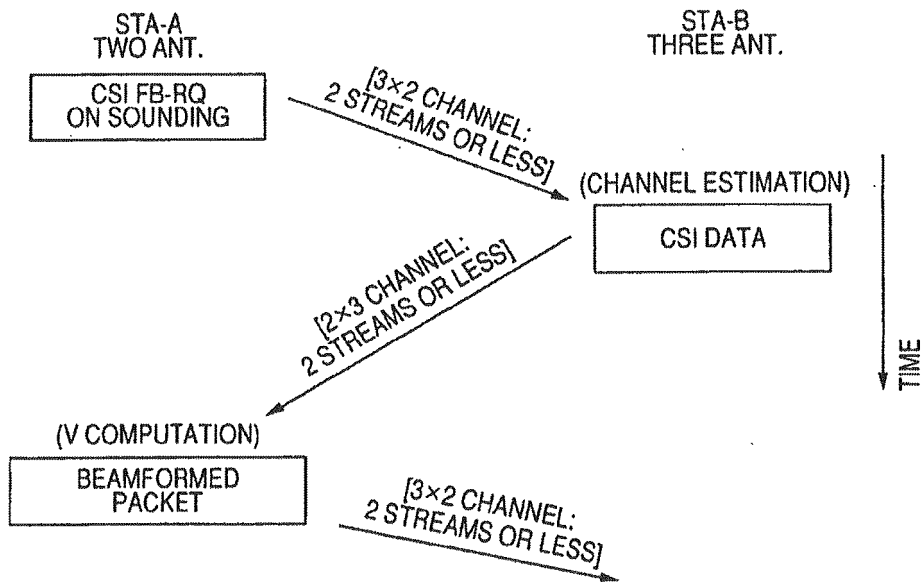 STA-A
TWO ANT.
STA-B
THREE ANT.
CSI FB-RQ
ON SOUNDING
[3×2 CHANNEL:
2 STREAMS OR LESS]
(CHANNEL ESTIMATION)
CSI DATA
[2×3 CHANNEL:
2 STREAMS OR LESS]
TIME
(V COMPUTATION)
BEAMFORMED
PACKET
[3×2 CHANNEL:
2 STREAMS OR LESS]